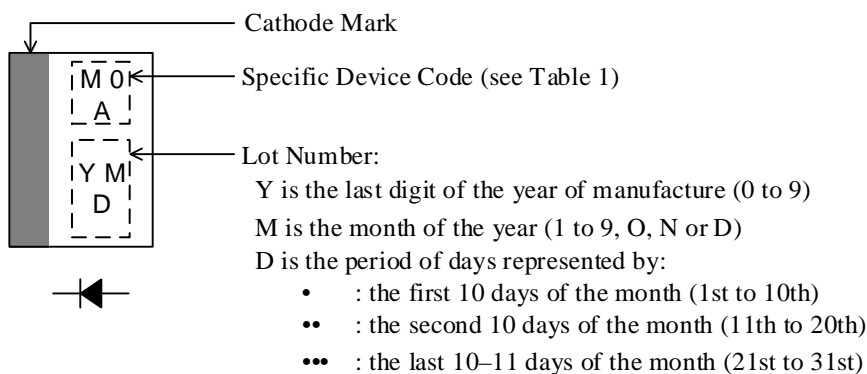 Cathode Mark
M 0
A
Specific Device Code (see Table 1)
Lot Number:
Y M
D
Y is the last digit of the year of manufacture (0 to 9)
M is the month of the year (1 to 9, O, N or D)
D is the period of days represented by:
• : the first 10 days of the month (1st to 10th)
•• : the second 10 days of the month (11th to 20th)
••• : the last 10–11 days of the month (21st to 31st)